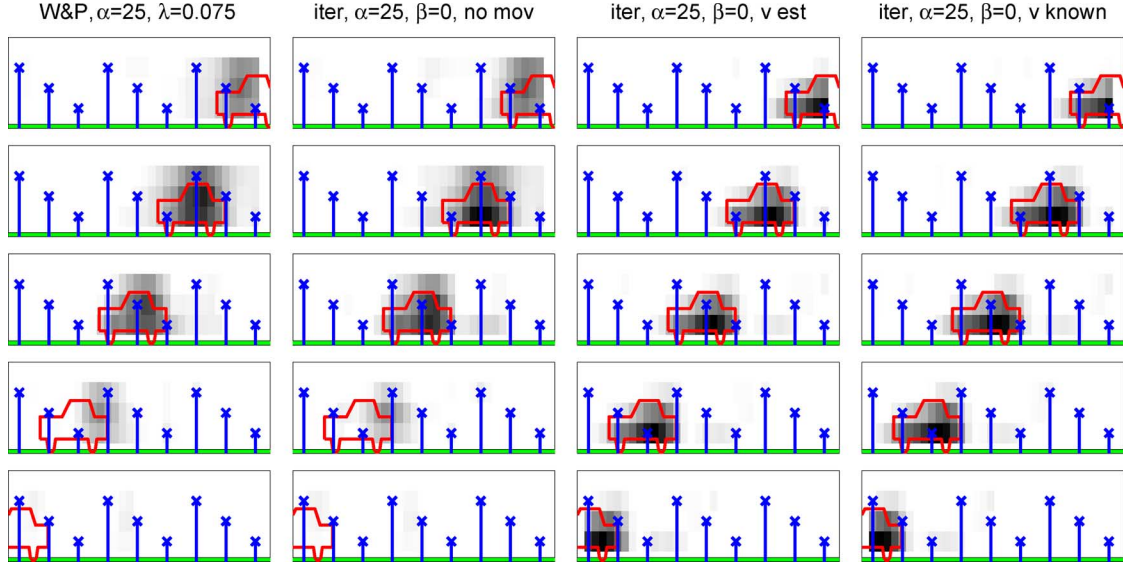 W&P, α=25, λ=0.075
iter, α=25, β=0, no mov
iter, α=25, β=0, v est
iter, α=25, β=0, v known